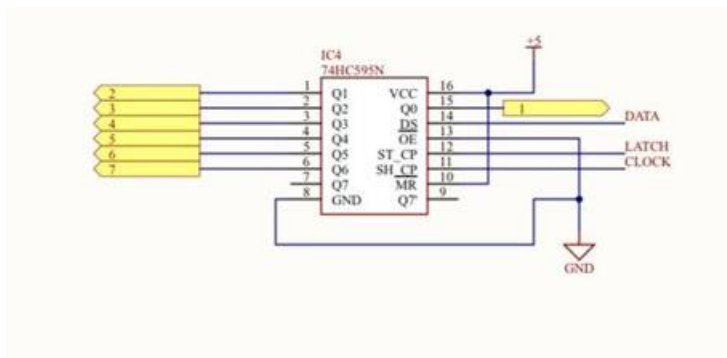 +5
IC4
74HC595N
2 1 Q1 VCC 16
3 2 Q2 Q0 15 1
4 3 Q3 DS 14 DATA
5 4 Q4 OE 13
6 5 Q5 ST_CP 12 LATCH
7 6 Q6 SH_CP 11 CLOCK
7 Q7 MR 10
8 GND Q7' 9
GND